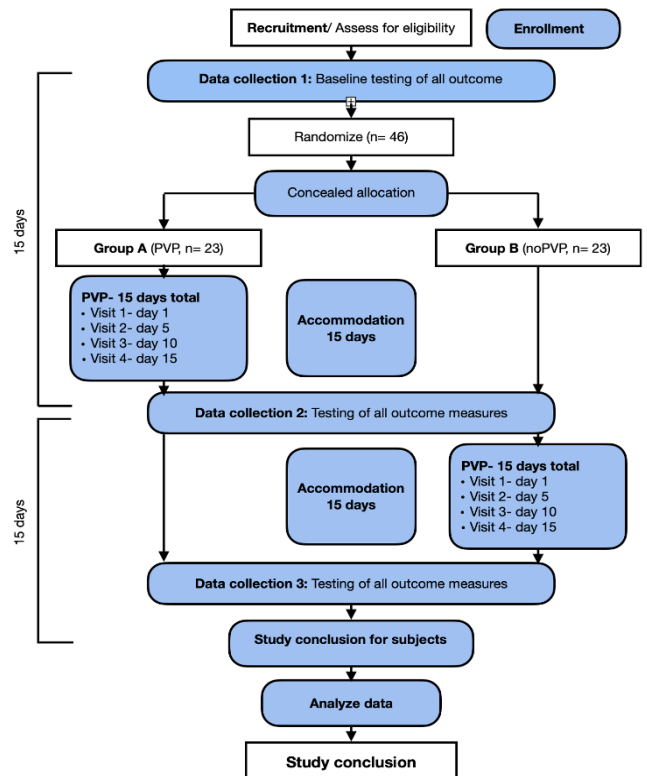 Recruitment/ Assess for eligibility
Enrollment
Data collection 1: Baseline testing of all outcome
Randomize (n= 46)
Concealed allocation
15 days
Group A (PVP, n= 23)
Group B (noPVP, n= 23)
PVP- 15 days total
• Visit 1- day 1
• Visit 2- day 5
• Visit 3- day 10
• Visit 4- day 15
Accommodation
15 days
Data collection 2: Testing of all outcome measures
15 days
Accommodation
15 days
PVP- 15 days total
• Visit 1- day 1
• Visit 2- day 5
• Visit 3- day 10
• Visit 4- day 15
Data collection 3: Testing of all outcome measures
Study conclusion for subjects
Analyze data
Study conclusion